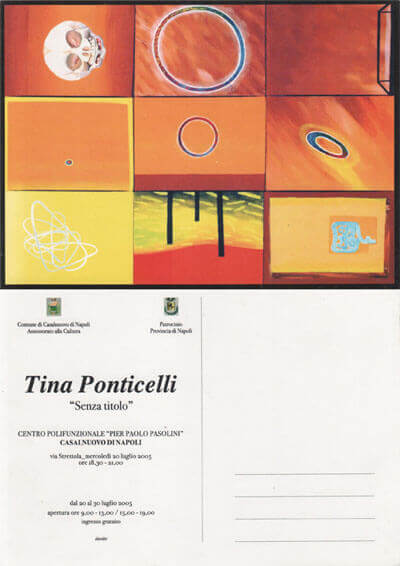 Comune di Casalnuovo di Napoli
Assessorato alla Cultura
Patrocinio
Provincia di Napoli
Tina Ponticelli
"Senza titolo"
CENTRO POLIFUNZIONALE "PIER PAOLO PASOLINI"
CASALNUOVO DI NAPOLI
via Strettola_mercoledì 20 luglio 2005
ore 18,30 - 21,00
dal 20 al 30 luglio 2005
apertura ore 9,00 - 13,00 / 15,00 - 19,00
ingresso gratuito